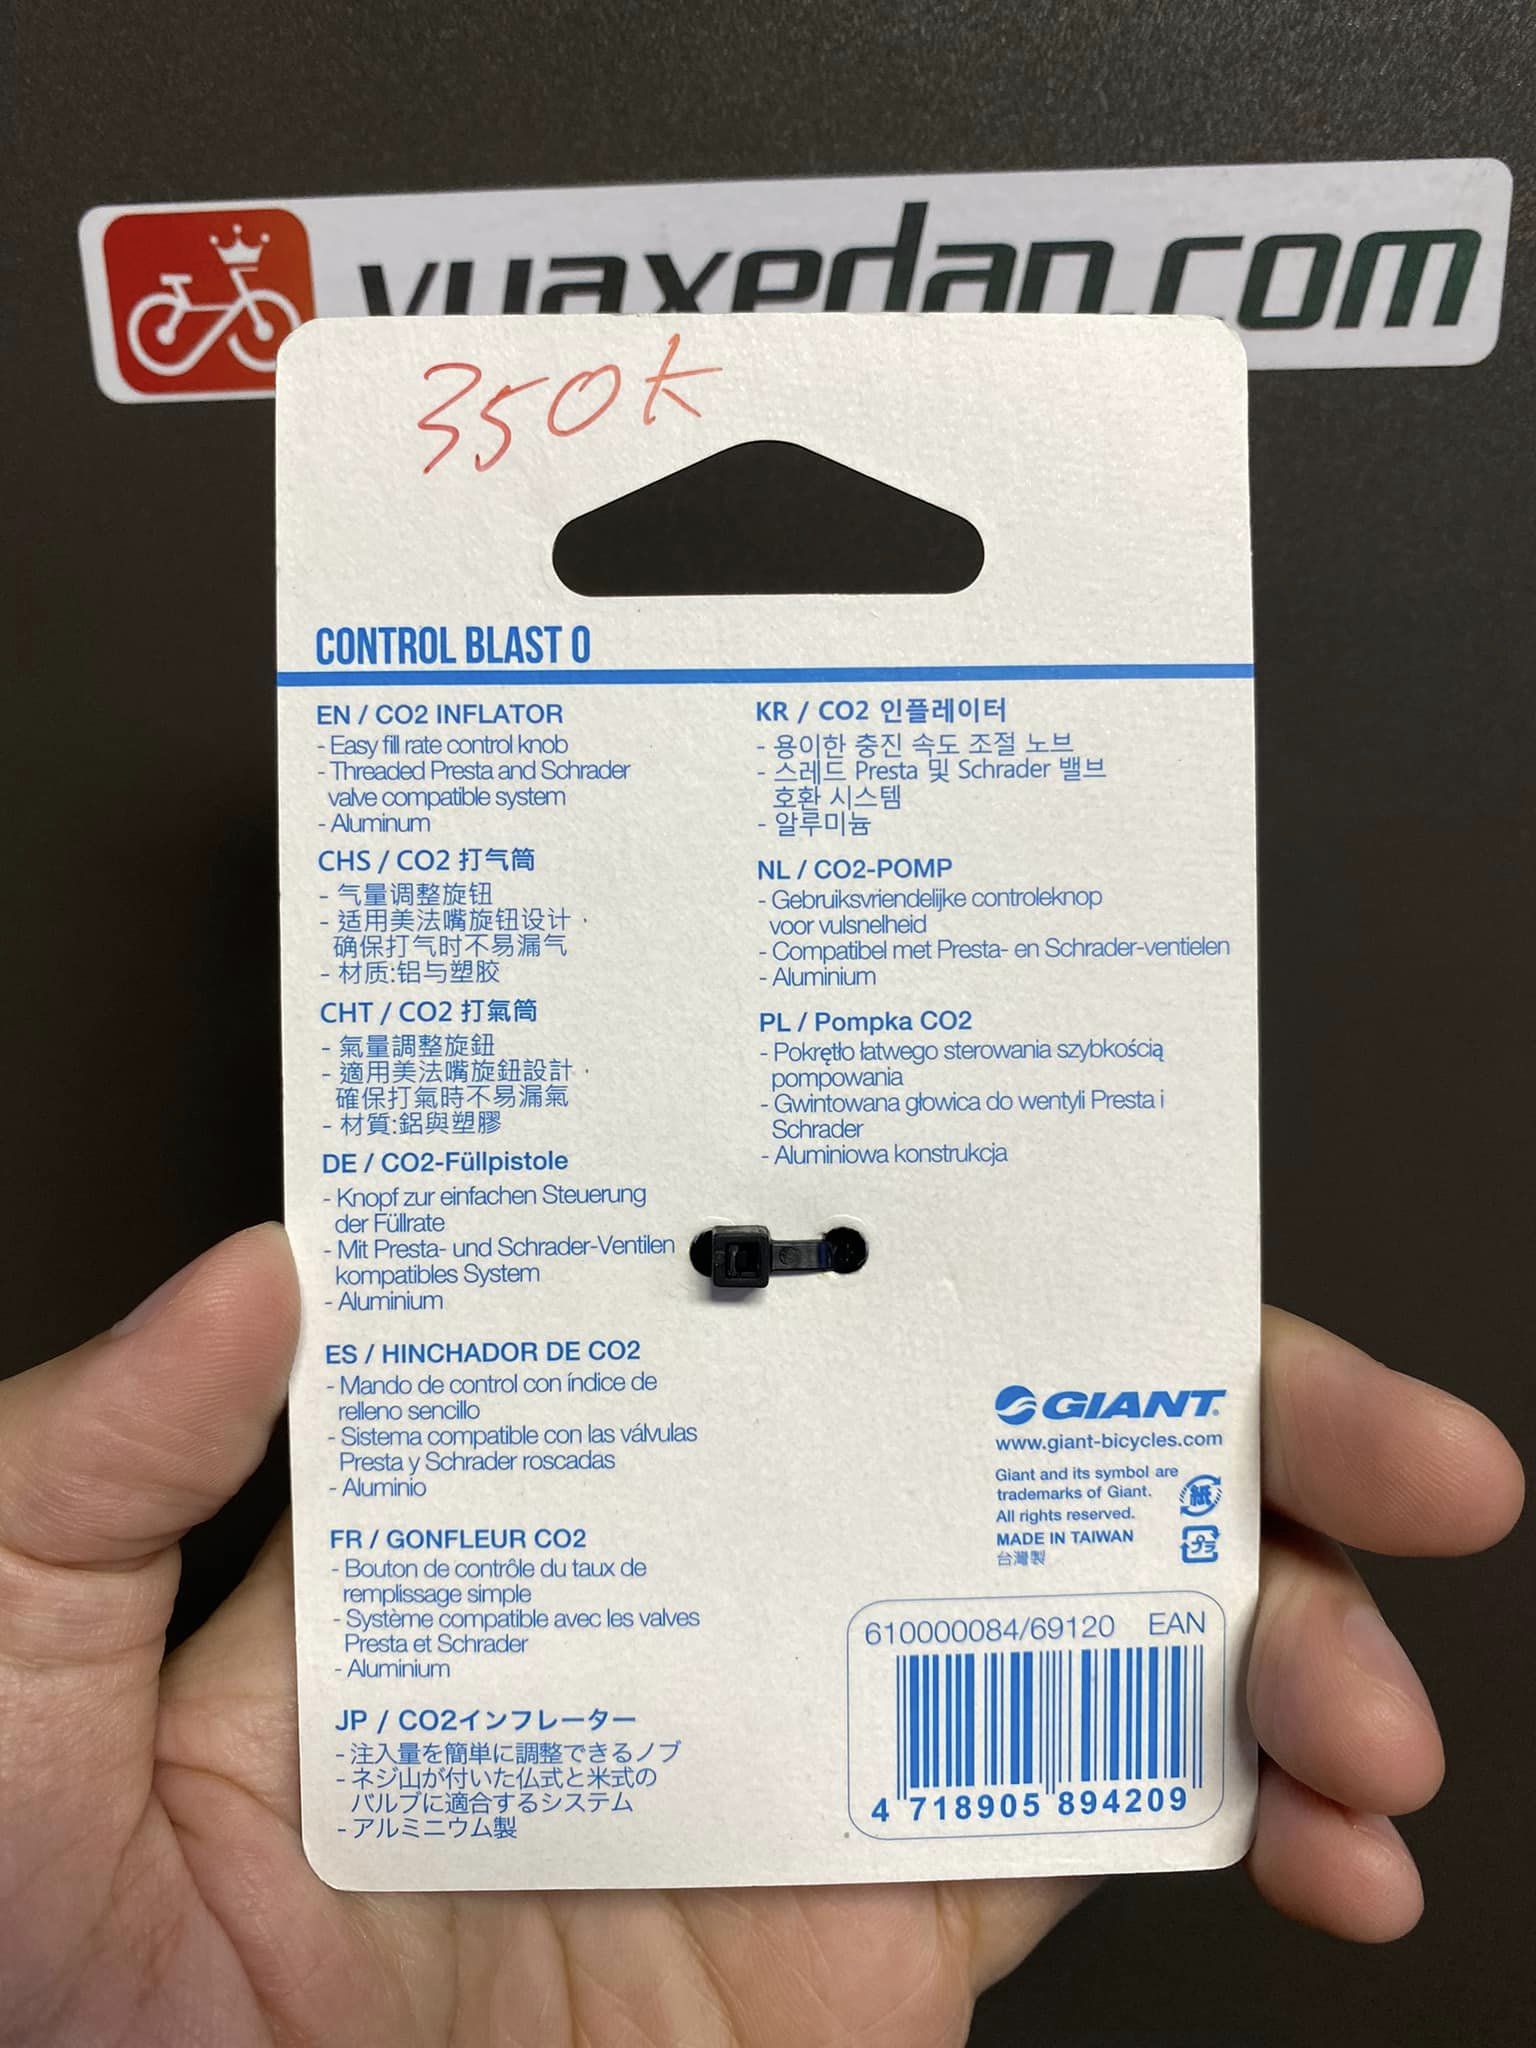 vuaxedan.com
350k
CONTROL BLAST 0
EN / CO2 INFLATOR
- Easy fill rate control knob
- Threaded Presta and Schrader
valve compatible system
- Aluminum
CHS / CO2 打气筒
- 气量调整旋钮
- 适用美法嘴旋钮设计，
确保打气时不易漏气
- 材质:铝与塑胶
CHT / CO2 打氣筒
- 氣量調整旋鈕
- 適用美法嘴旋鈕設計，
確保打氣時不易漏氣
- 材質:鋁與塑膠
DE / CO2-Füllpistole
- Knopf zur einfachen Steuerung
der Füllrate
- Mit Presta- und Schrader-Ventilen
kompatibles System
- Aluminium
ES / HINCHADOR DE CO2
- Mando de control con índice de
relleno sencillo
- Sistema compatible con las válvulas
Presta y Schrader roscadas
- Aluminio
FR / GONFLEUR CO2
- Bouton de contrôle du taux de
remplissage simple
- Système compatible avec les valves
Presta et Schrader
- Aluminium
JP / CO2インフレーター
- 注入量を簡単に調整できるノブ
- ネジ山が付いた仏式と米式の
バルブに適合するシステム
- アルミニウム製
KR / CO2 인플레이터
- 용이한 충진 속도 조절 노브
- 스레드 Presta 및 Schrader 밸브
호환 시스템
- 알루미늄
NL / CO2-POMP
- Gebruiksvriendelijke controleknop
voor vulsnelheid
- Compatibel met Presta- en Schrader-ventielen
- Aluminium
PL / Pompka CO2
- Pokrętło łatwego sterowania szybkością
pompowania
- Gwintowana głowica do wentyli Presta i
Schrader
- Aluminiowa konstrukcja
GIANT
www.giant-bicycles.com
Giant and its symbol are
trademarks of Giant.
All rights reserved.
MADE IN TAIWAN
台灣製
紙
プラ
610000084/69120 EAN
4 718905 894209